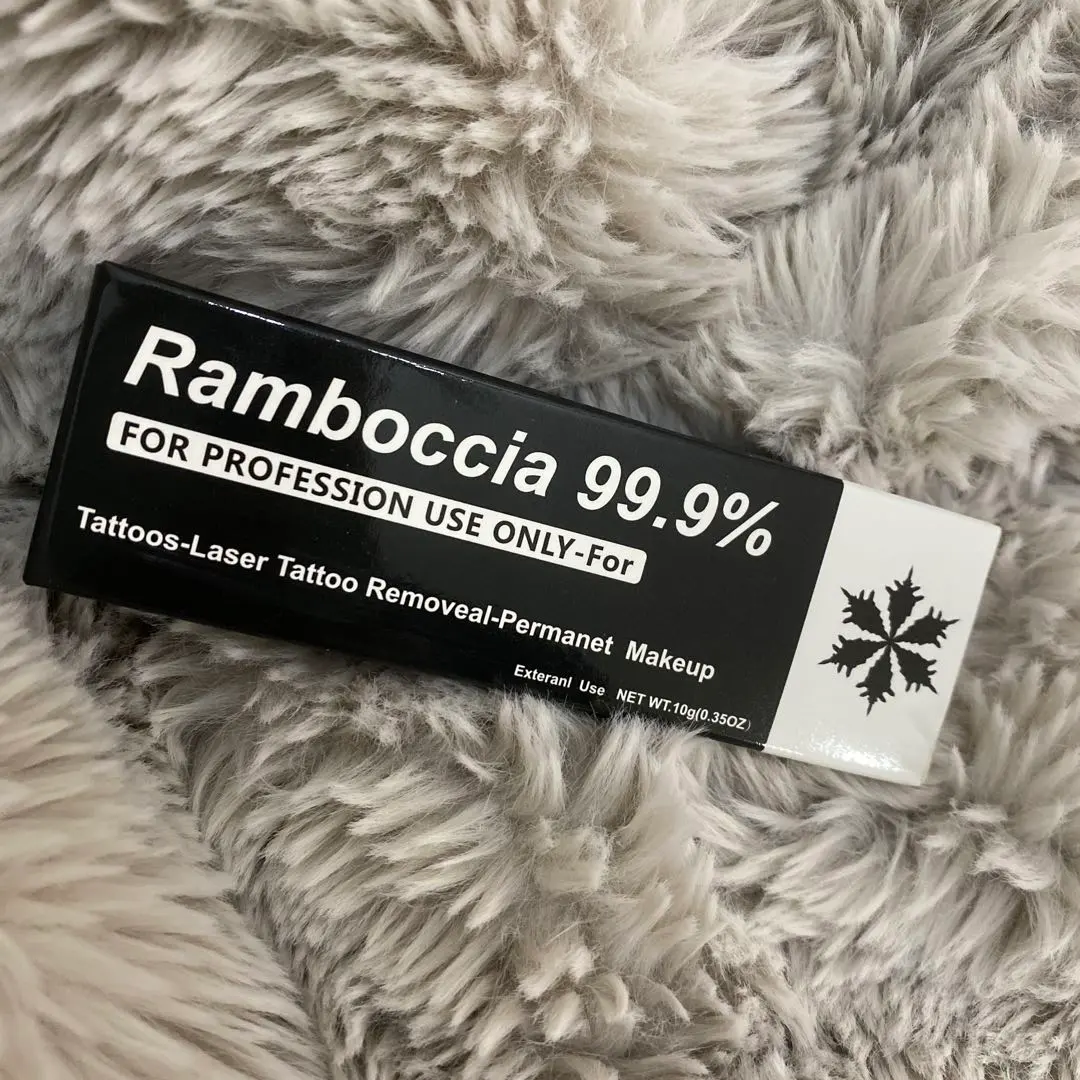 Ramboccia 99.9%
FOR PROFESSION USE ONLY-For
Tattoos-Laser Tattoo Removeal-Permanet Makeup
Exteranl Use NET WT.10g(0.35OZ)